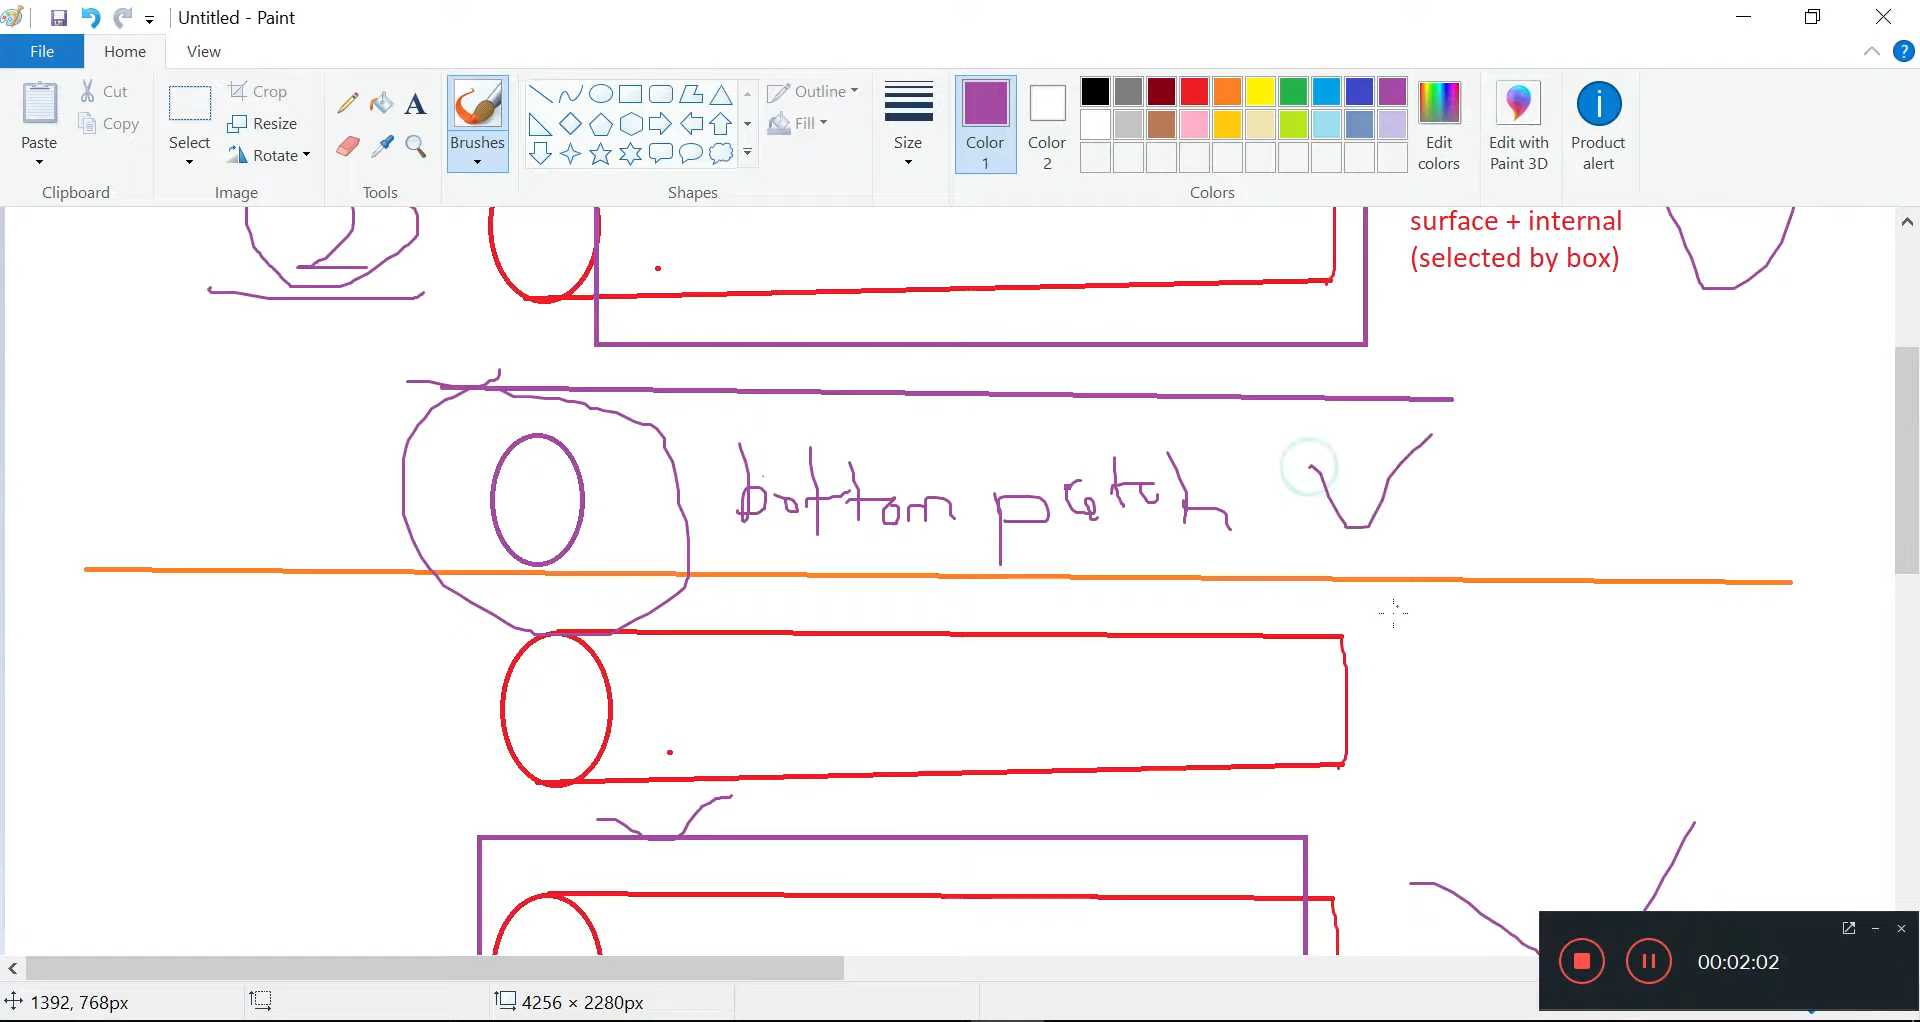 Untitled - Paint
File Home View
Paste
Cut
Copy
Clipboard
Select
Crop
Resize
Rotate
Image
A
Tools
Brushes
Shapes
Outline
Fill
Size
Color 1
Color 2
Colors
Edit colors
Edit with Paint 3D
Product alert
surface + internal
(selected by box)
bottom patch
1392, 768px
4256 × 2280px
00:02:02